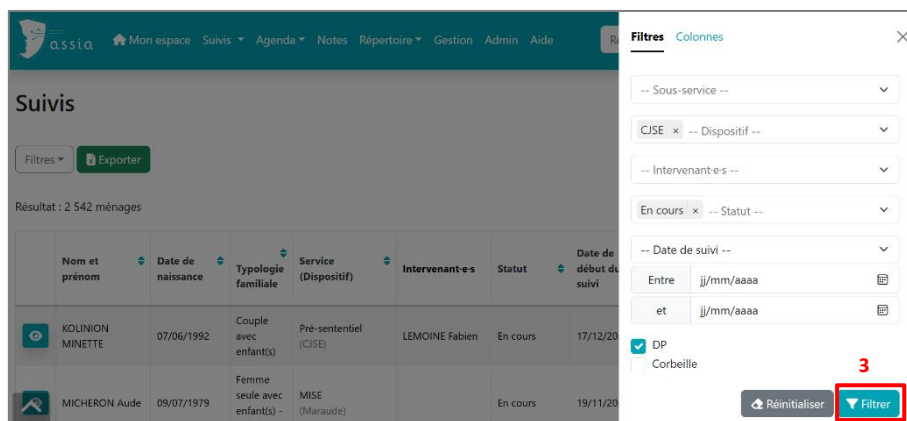 assia Mon espace Suivis Agenda Notes Répertoire Gestion Admin Aide
Suivis
Filtres Exporter
Résultat : 2 542 ménages
Nom et prénom Date de naissance Typologie familiale Service (Dispositif) Intervenant·e·s Statut Date de début du suivi
KOLINION MINETTE 07/06/1992 Couple avec enfant(s) Pré-sententiel (CJSE) LEMOINE Fabien En cours 17/12/20
MICHERON Aude 09/07/1979 Femme seule avec enfant(s) - MISE (Maraude) En cours 19/11/20
Filtres Colonnes
-- Sous-service --
CJSE × -- Dispositif --
-- Intervenant·e·s --
En cours × -- Statut --
-- Date de suivi --
Entre jj/mm/aaaa
et jj/mm/aaaa
DP
Corbeille
3
Réinitialiser Filtrer